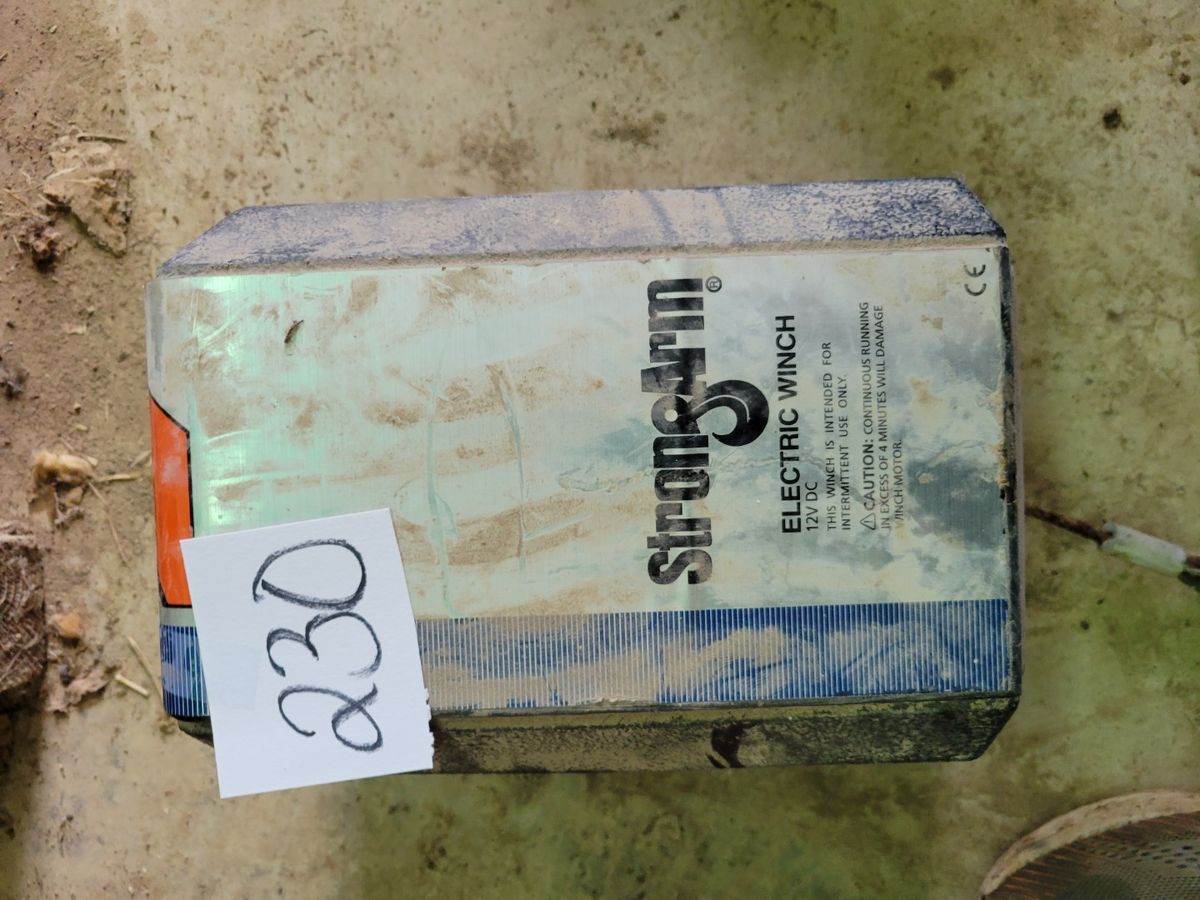 StrongArm®
ELECTRIC WINCH
12V DC
THIS WINCH IS INTENDED FOR
INTERMITTENT USE ONLY.
⚠CAUTION: CONTINUOUS RUNNING
IN EXCESS OF 4 MINUTES WILL DAMAGE
WINCH MOTOR.
CE
230